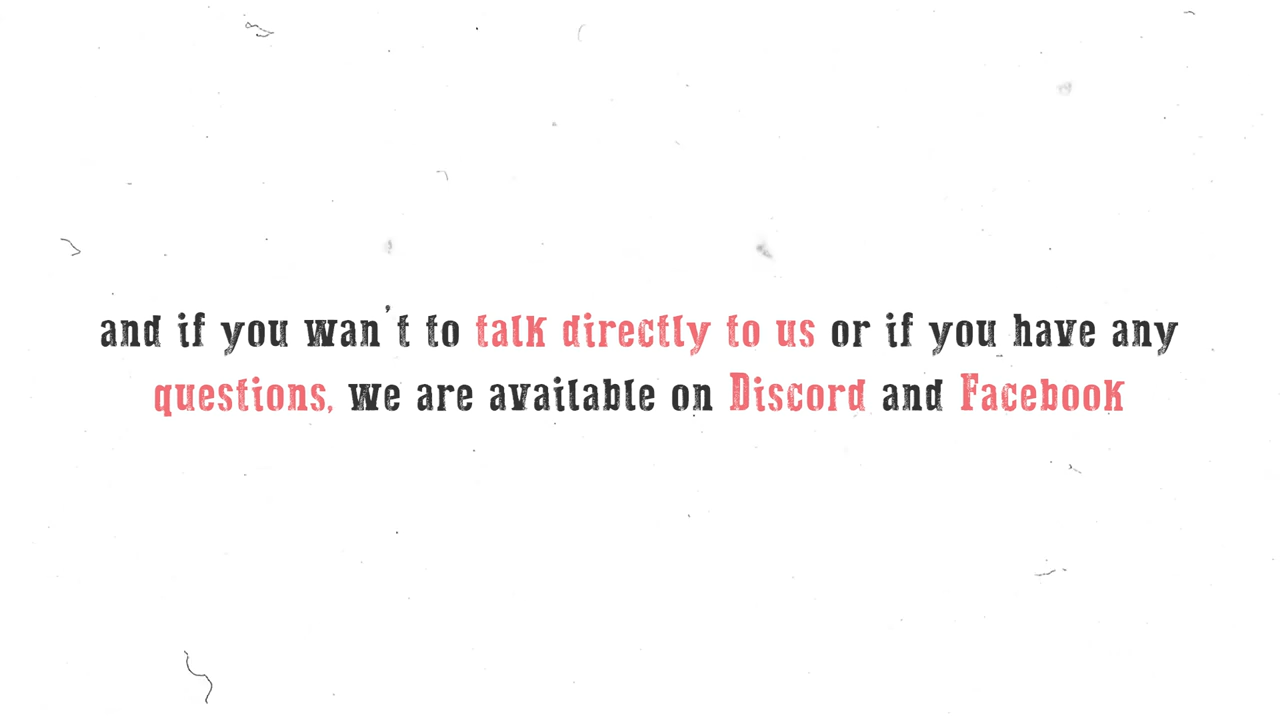 and if you wan't to talk directly to us or if you have any
questions, we are available on Discord and Facebook